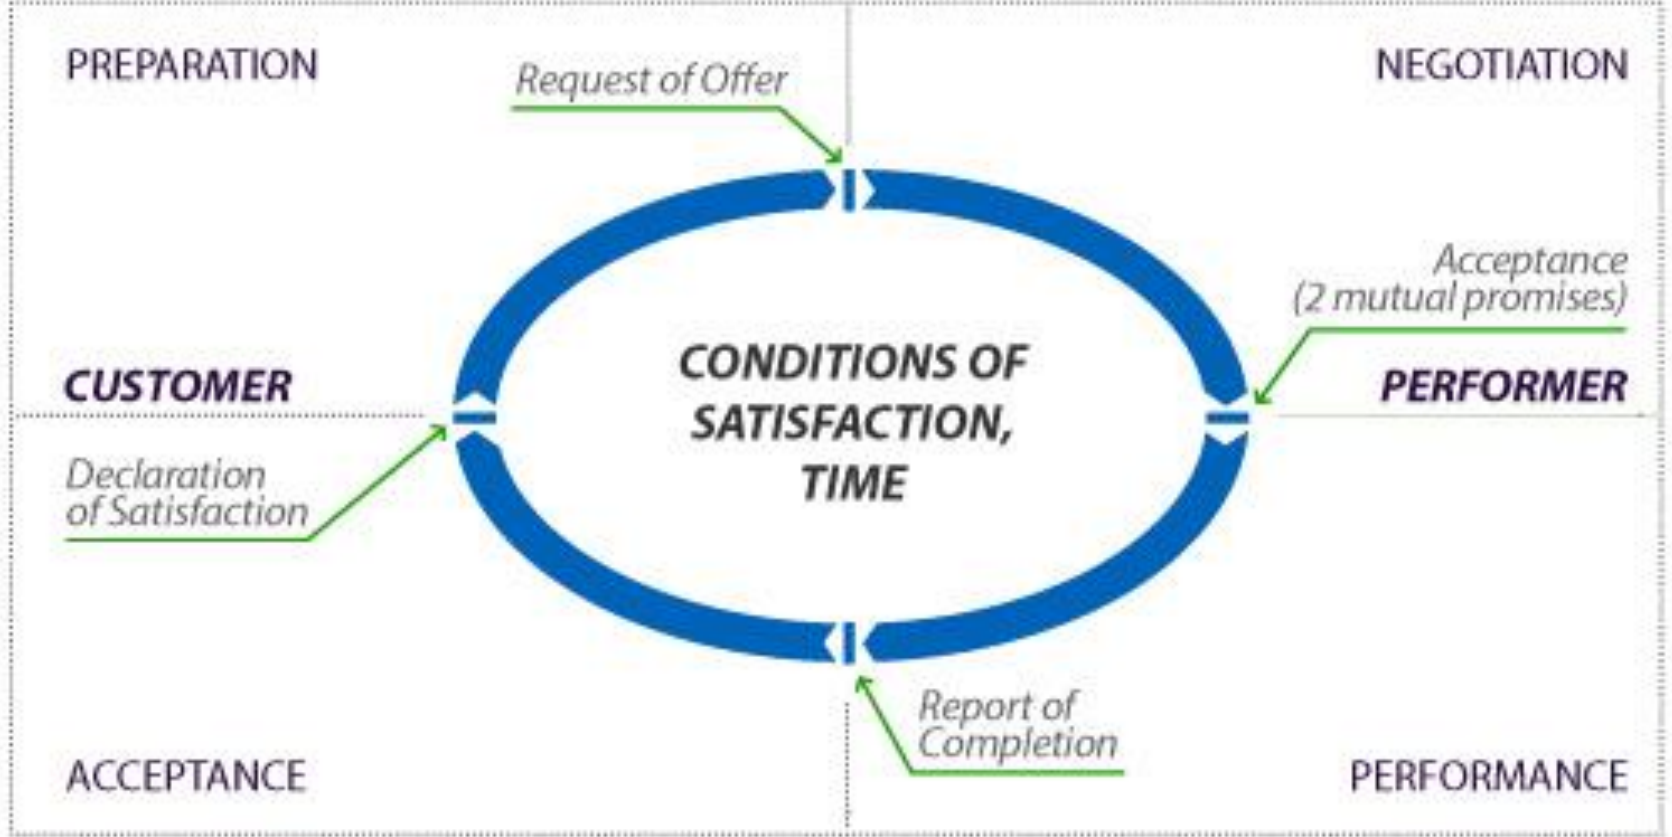 PREPARATION
NEGOTIATION
Request of Offer
Acceptance
(2 mutual promises)
CUSTOMER
CONDITIONS OF
SATISFACTION,
TIME
PERFORMER
Declaration
of Satisfaction
Report of
Completion
ACCEPTANCE
PERFORMANCE